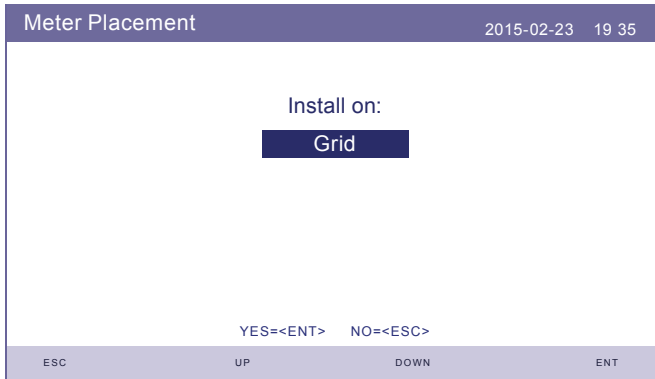 Meter Placement 2015-02-23 19 35
Install on:
Grid
YES=<ENT> NO=<ESC>
ESC UP DOWN ENT